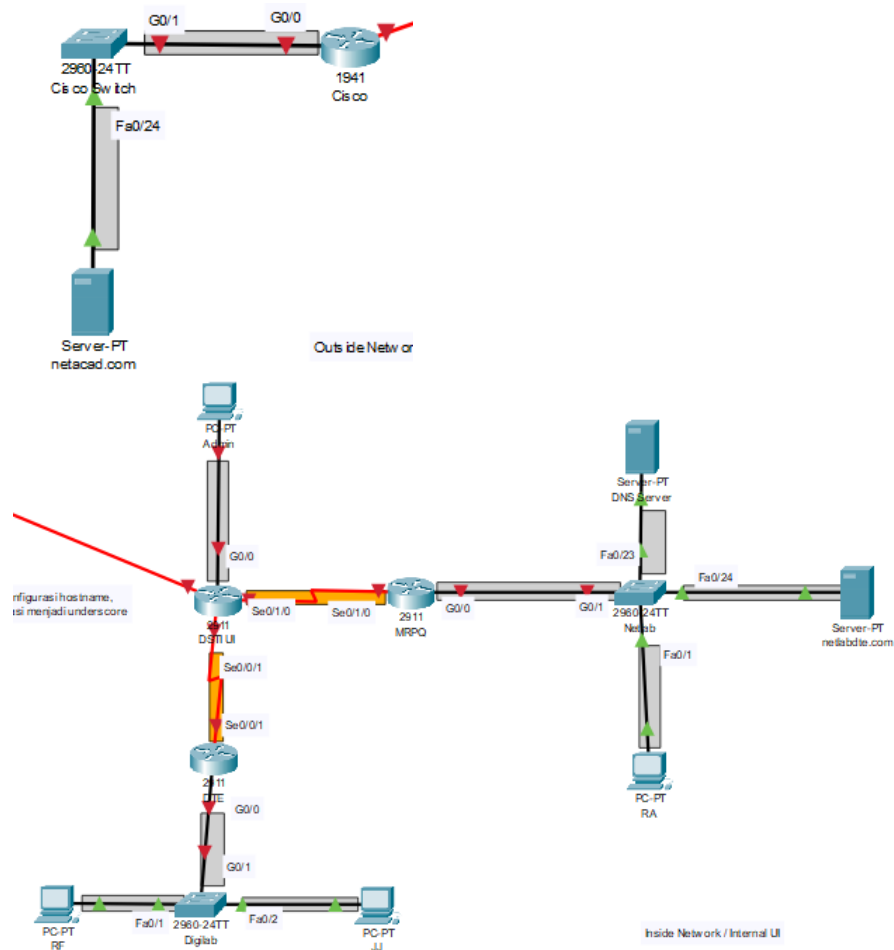 G0/1
G0/0
2960-24TT
Cisco Switch
1941
Cisco
Fa0/24
Server-PT
netacad.com
Outside Networ
PC-PT
Admin
G0/0
Server-PT
DNS Server
Fa0/23
Fa0/24
nfigurasi hostname,
asi menjadi underscore
2911
DSTI UI
Se0/1/0
Se0/1/0
2911
MRPQ
G0/0
G0/1
2960-24TT
Netlab
Server-PT
netlabdte.com
Se0/0/1
Fa0/1
Se0/0/1
2911
DTE
PC-PT
RA
G0/0
G0/1
PC-PT
RF
Fa0/1
2960-24TT
Digilab
Fa0/2
PC-PT
Inside Network / Internal UI